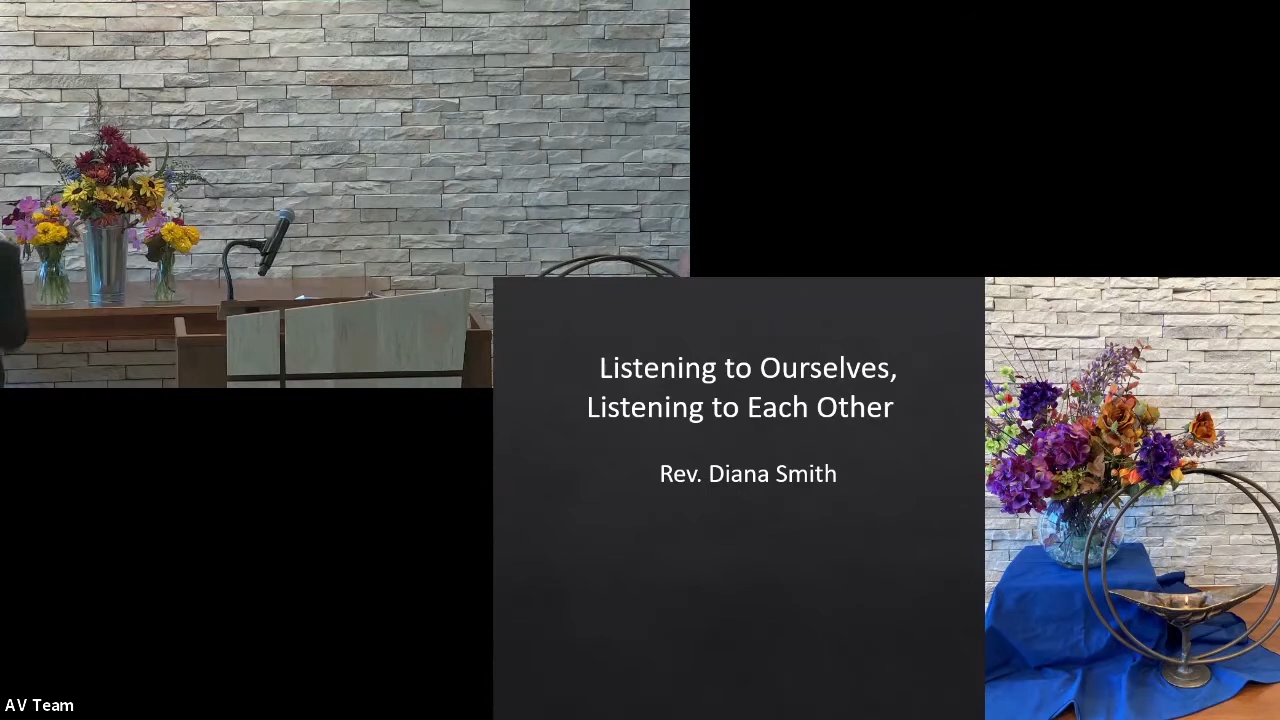 Listening to Ourselves,
Listening to Each Other
Rev. Diana Smith
AV Team